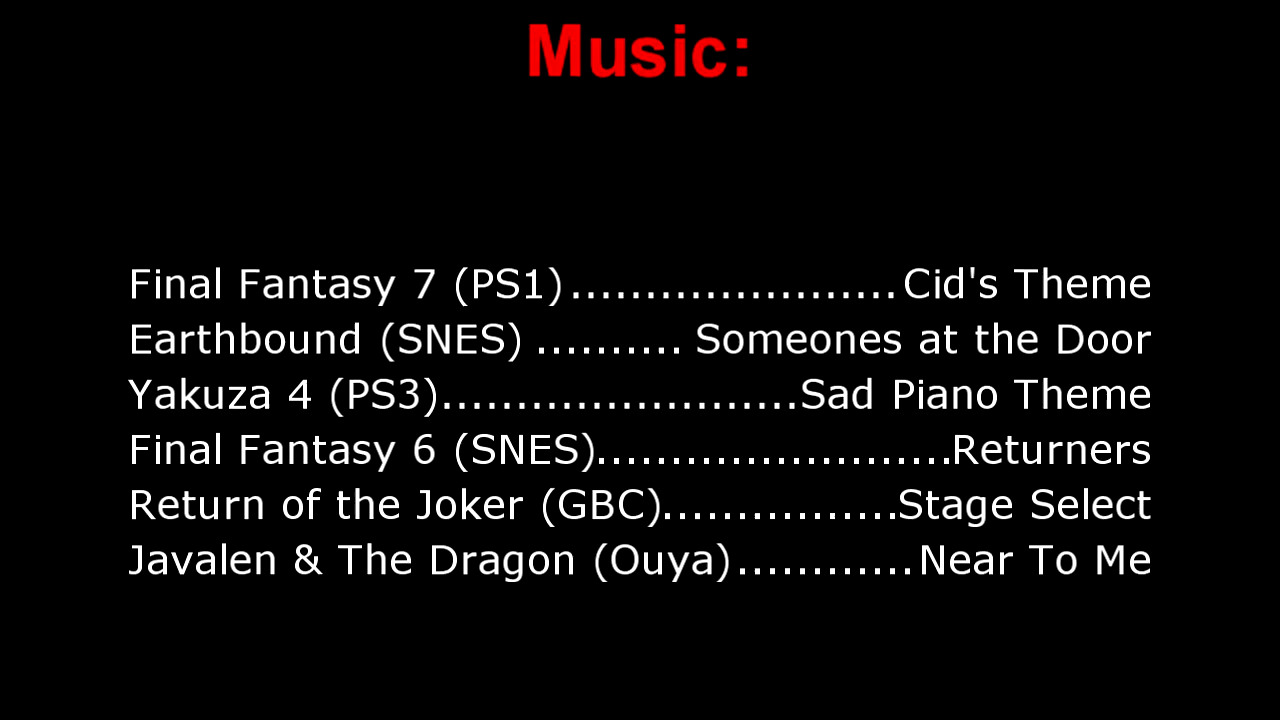 Music:
Final Fantasy 7 (PS1)......................Cid's Theme
Earthbound (SNES) .......... Someones at the Door
Yakuza 4 (PS3)........................Sad Piano Theme
Final Fantasy 6 (SNES)........................Returners
Return of the Joker (GBC)................Stage Select
Javalen & The Dragon (Ouya)............Near To Me